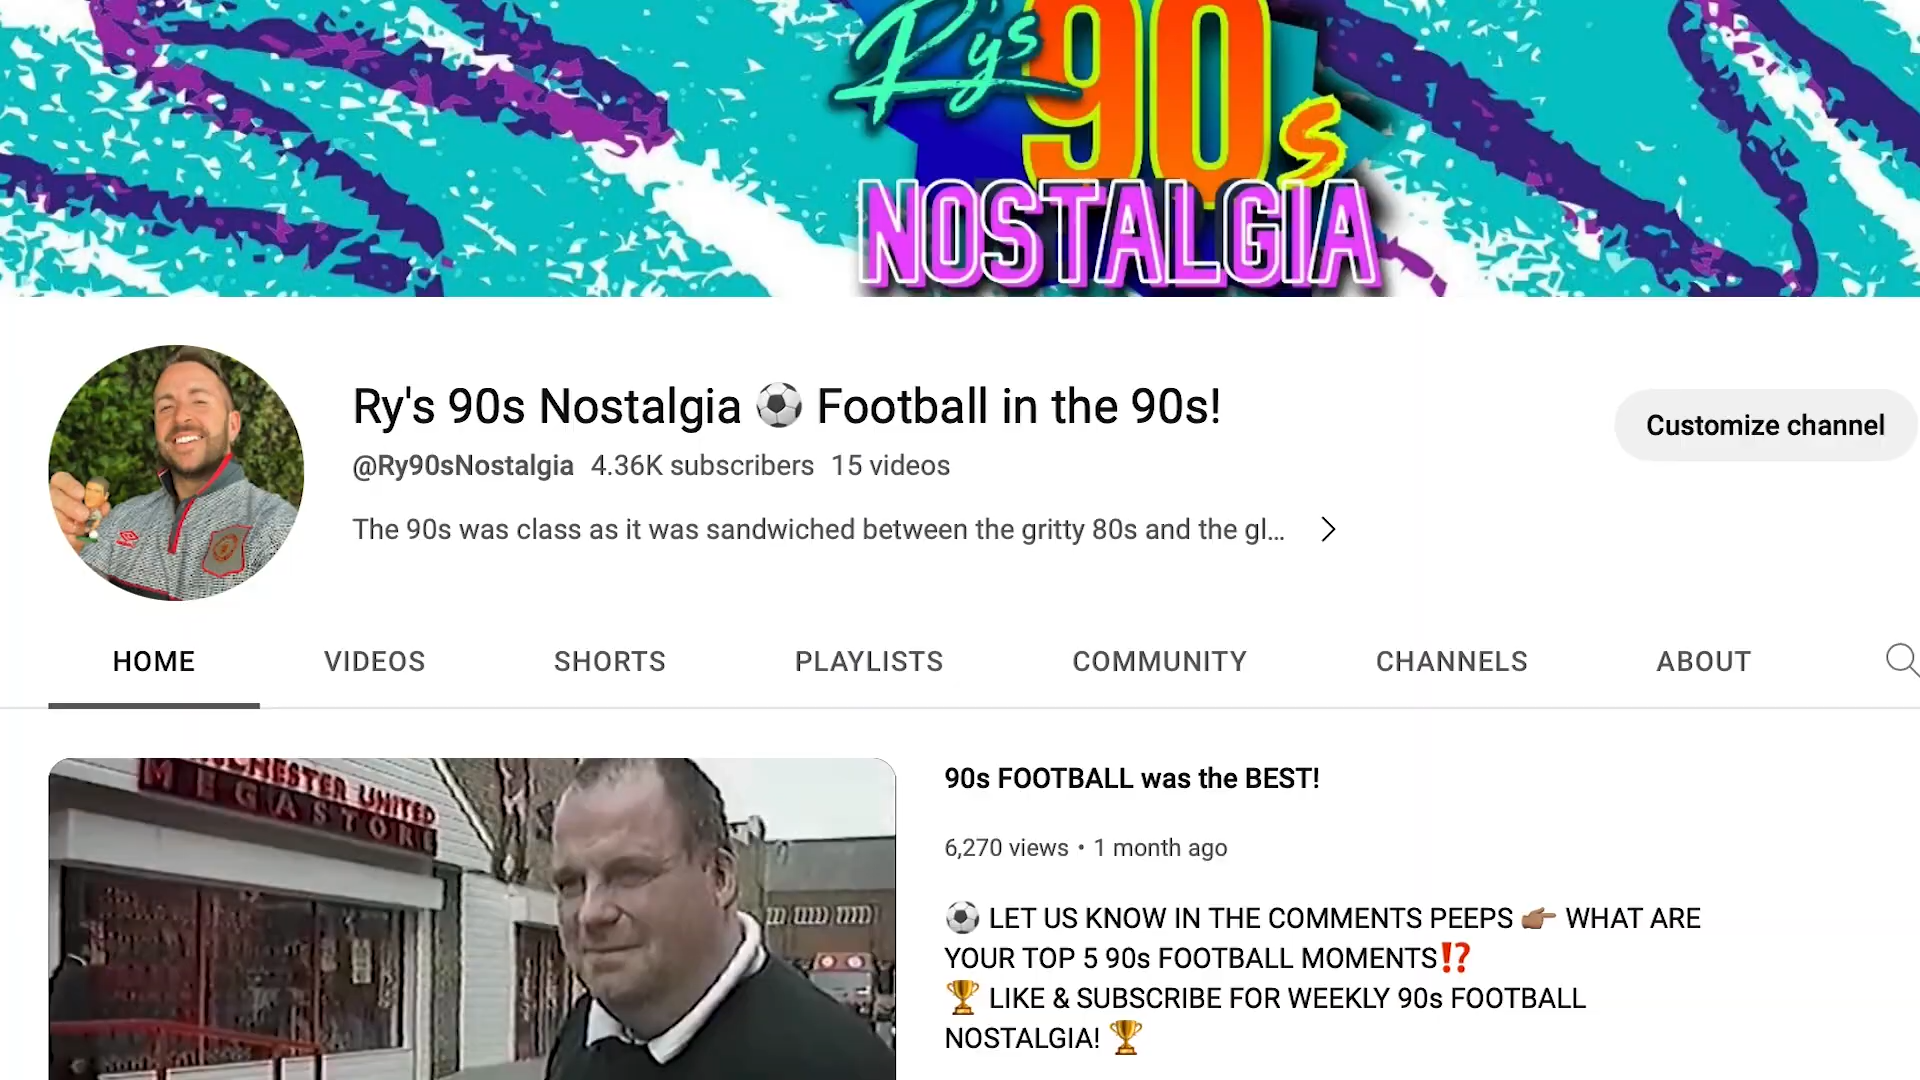 Ry's 90s
NOSTALGIA
Ry's 90s Nostalgia ⚽ Football in the 90s!
@Ry90sNostalgia 4.36K subscribers 15 videos
Customize channel
The 90s was class as it was sandwiched between the gritty 80s and the gl...
HOME VIDEOS SHORTS PLAYLISTS COMMUNITY CHANNELS ABOUT
MANCHESTER UNITED
MEGASTORE
90s FOOTBALL was the BEST!
6,270 views • 1 month ago
⚽ LET US KNOW IN THE COMMENTS PEEPS 👉🏽 WHAT ARE
YOUR TOP 5 90s FOOTBALL MOMENTS⁉️
🏆 LIKE & SUBSCRIBE FOR WEEKLY 90s FOOTBALL
NOSTALGIA! 🏆